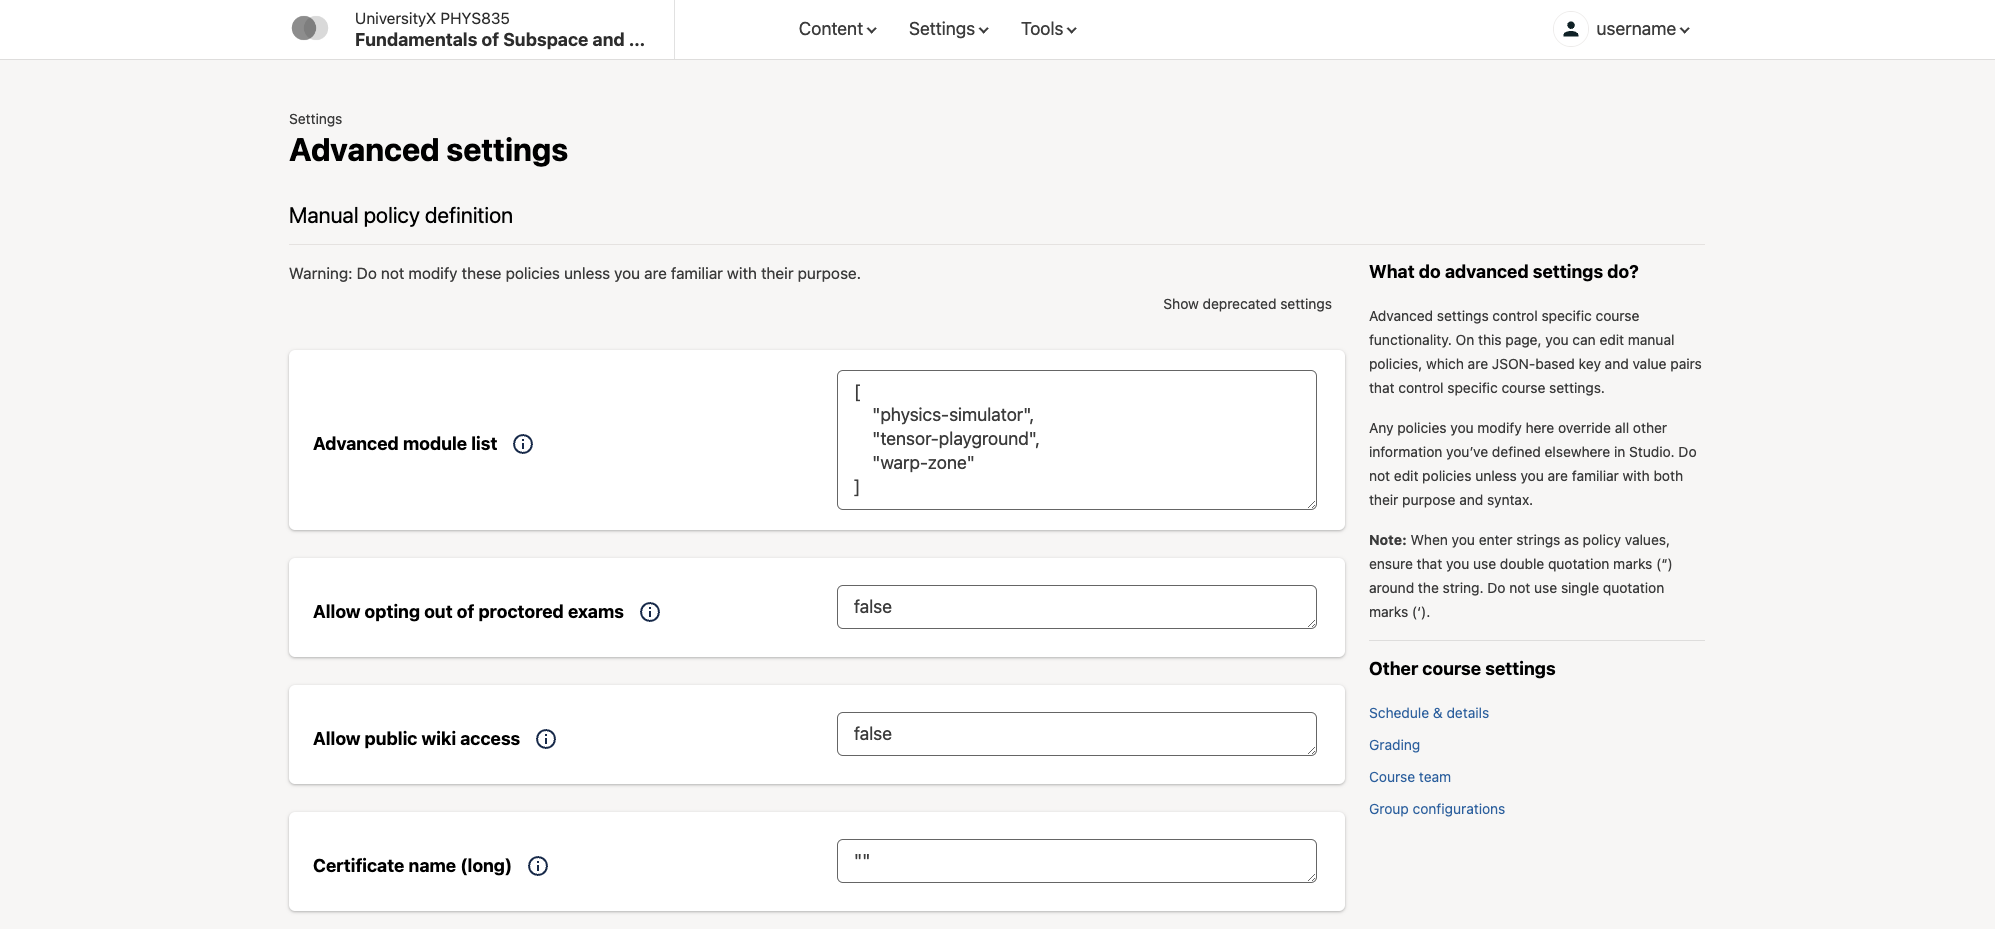 UniversityX PHYS835
Fundamentals of Subspace and ...
Content
Settings
Tools
username
Settings
Advanced settings
Manual policy definition
Warning: Do not modify these policies unless you are familiar with their purpose.
Show deprecated settings
Advanced module list
[
"physics-simulator",
"tensor-playground",
"warp-zone"
]
Allow opting out of proctored exams
false
Allow public wiki access
false
Certificate name (long)
""
What do advanced settings do?
Advanced settings control specific course
functionality. On this page, you can edit manual
policies, which are JSON-based key and value pairs
that control specific course settings.
Any policies you modify here override all other
information you’ve defined elsewhere in Studio. Do
not edit policies unless you are familiar with both
their purpose and syntax.
Note: When you enter strings as policy values,
ensure that you use double quotation marks (“)
around the string. Do not use single quotation
marks (‘).
Other course settings
Schedule & details
Grading
Course team
Group configurations